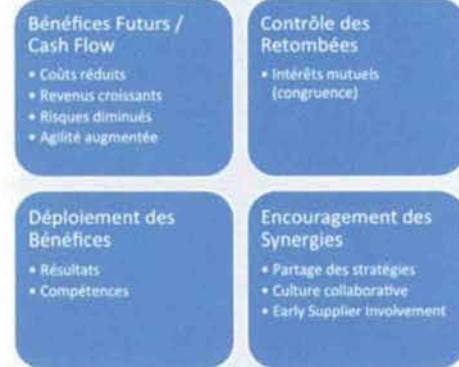 Bénéfices Futurs /
Cash Flow
• Coûts réduits
• Revenus croissants
• Risques diminués
• Agilité augmentée
Contrôle des
Retombées
• Intérêts mutuels
(congruence)
Déploiement des
Bénéfices
• Résultats
• Compétences
Encouragement des
Synergies
• Partage des stratégies
• Culture collaborative
• Early Supplier Involvement